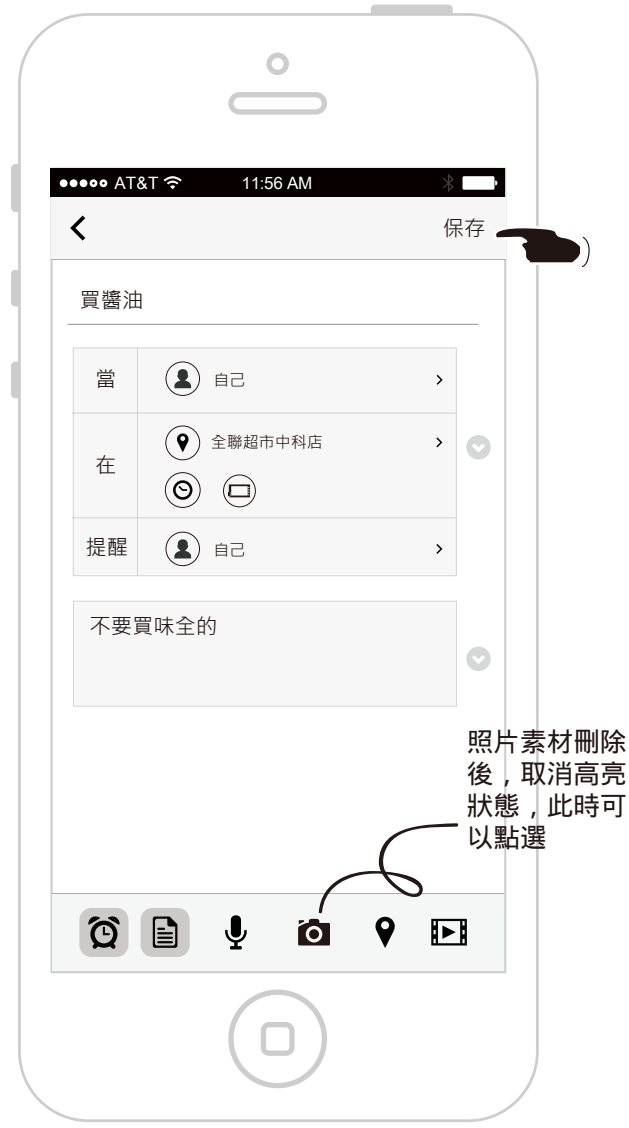 AT&T 11:56 AM
保存
買醬油
當 自己
在 全聯超市中科店
提醒 自己
不要買味全的
照片素材刪除
後，取消高亮
狀態，此時可
以點選